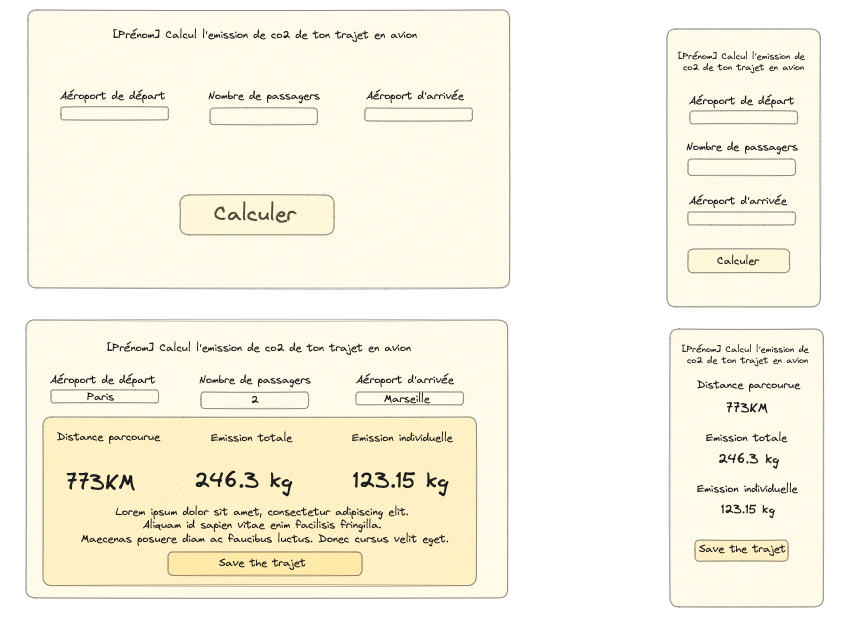 [Prénom] Calcul l'emission de co2 de ton trajet en avion
Aéroport de départ
Nombre de passagers
Aéroport d'arrivée
Calculer
[Prénom] Calcul l'emission de
co2 de ton trajet en avion
Aéroport de départ
Nombre de passagers
Aéroport d'arrivée
Calculer
[Prénom] Calcul l'emission de co2 de ton trajet en avion
Aéroport de départ
Nombre de passagers
Aéroport d'arrivée
Paris
2
Marseille
Distance parcourue
Emission totale
Emission individuelle
773KM
246.3 kg
123.15 kg
Lorem ipsum dolor sit amet, consectetur adipiscing elit.
Aliquam id sapien vitae enim facilisis fringilla.
Maecenas posuere diam ac faucibus luctus. Donec cursus velit eget.
Save the trajet
[Prénom] Calcul l'emission de
co2 de ton trajet en avion
Distance parcourue
773KM
Emission totale
246.3 kg
Emission individuelle
123.15 kg
Save the trajet